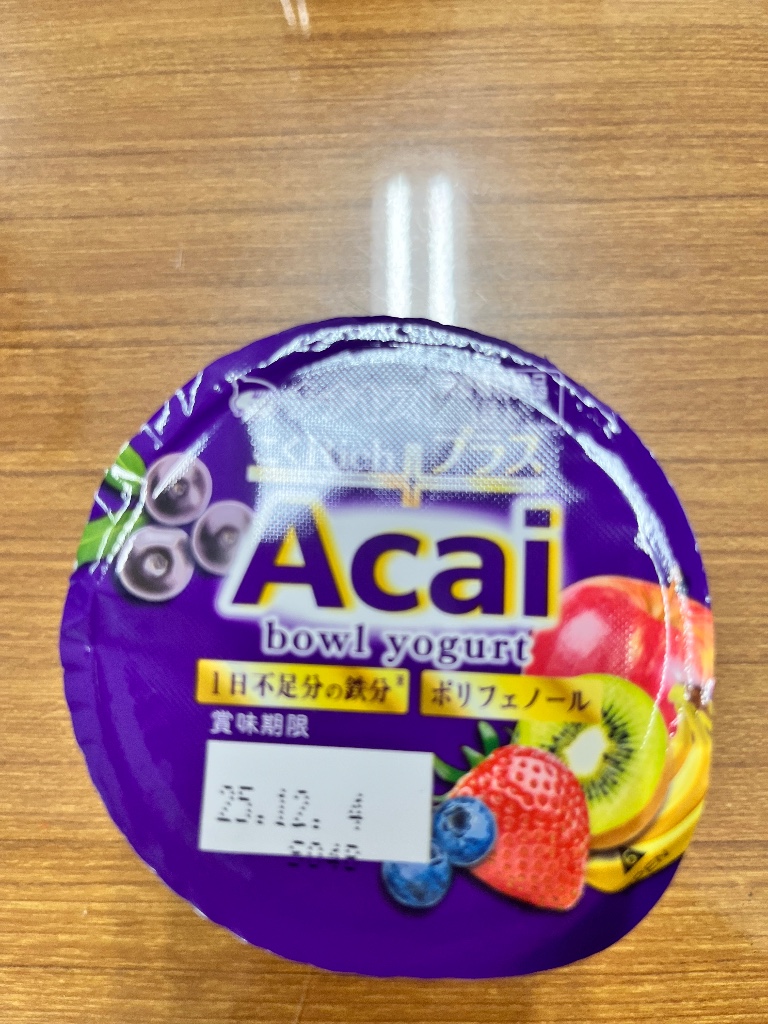 プラス
Acai
bowl yogurt
1日不足分の鉄分※
ポリフェノール
賞味期限
25.12. 4